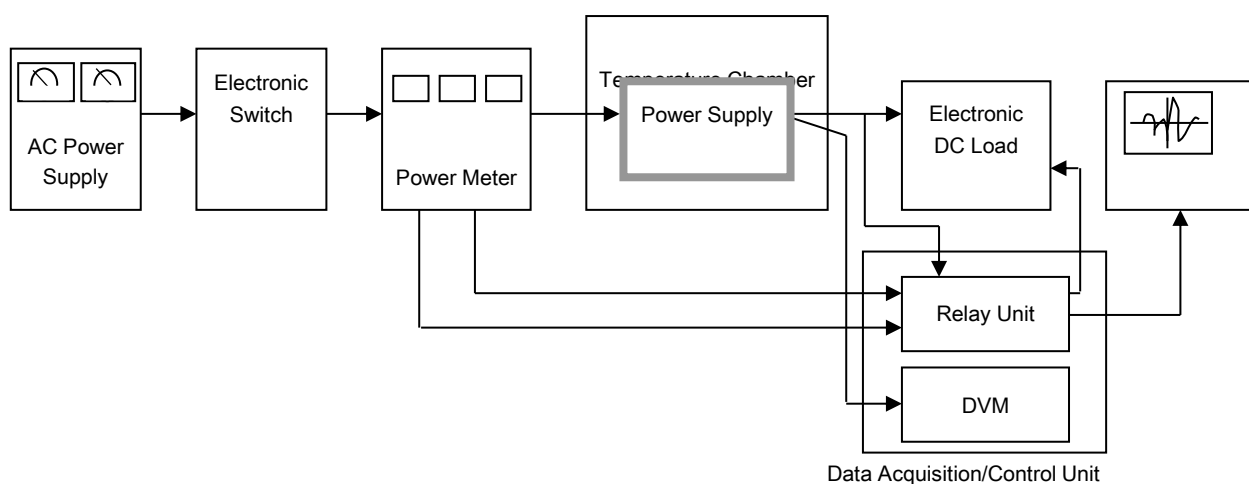 AC Power
Supply
Electronic
Switch
Power Meter
Temperature Chamber
Power Supply
Electronic
DC Load
Relay Unit
DVM
Data Acquisition/Control Unit